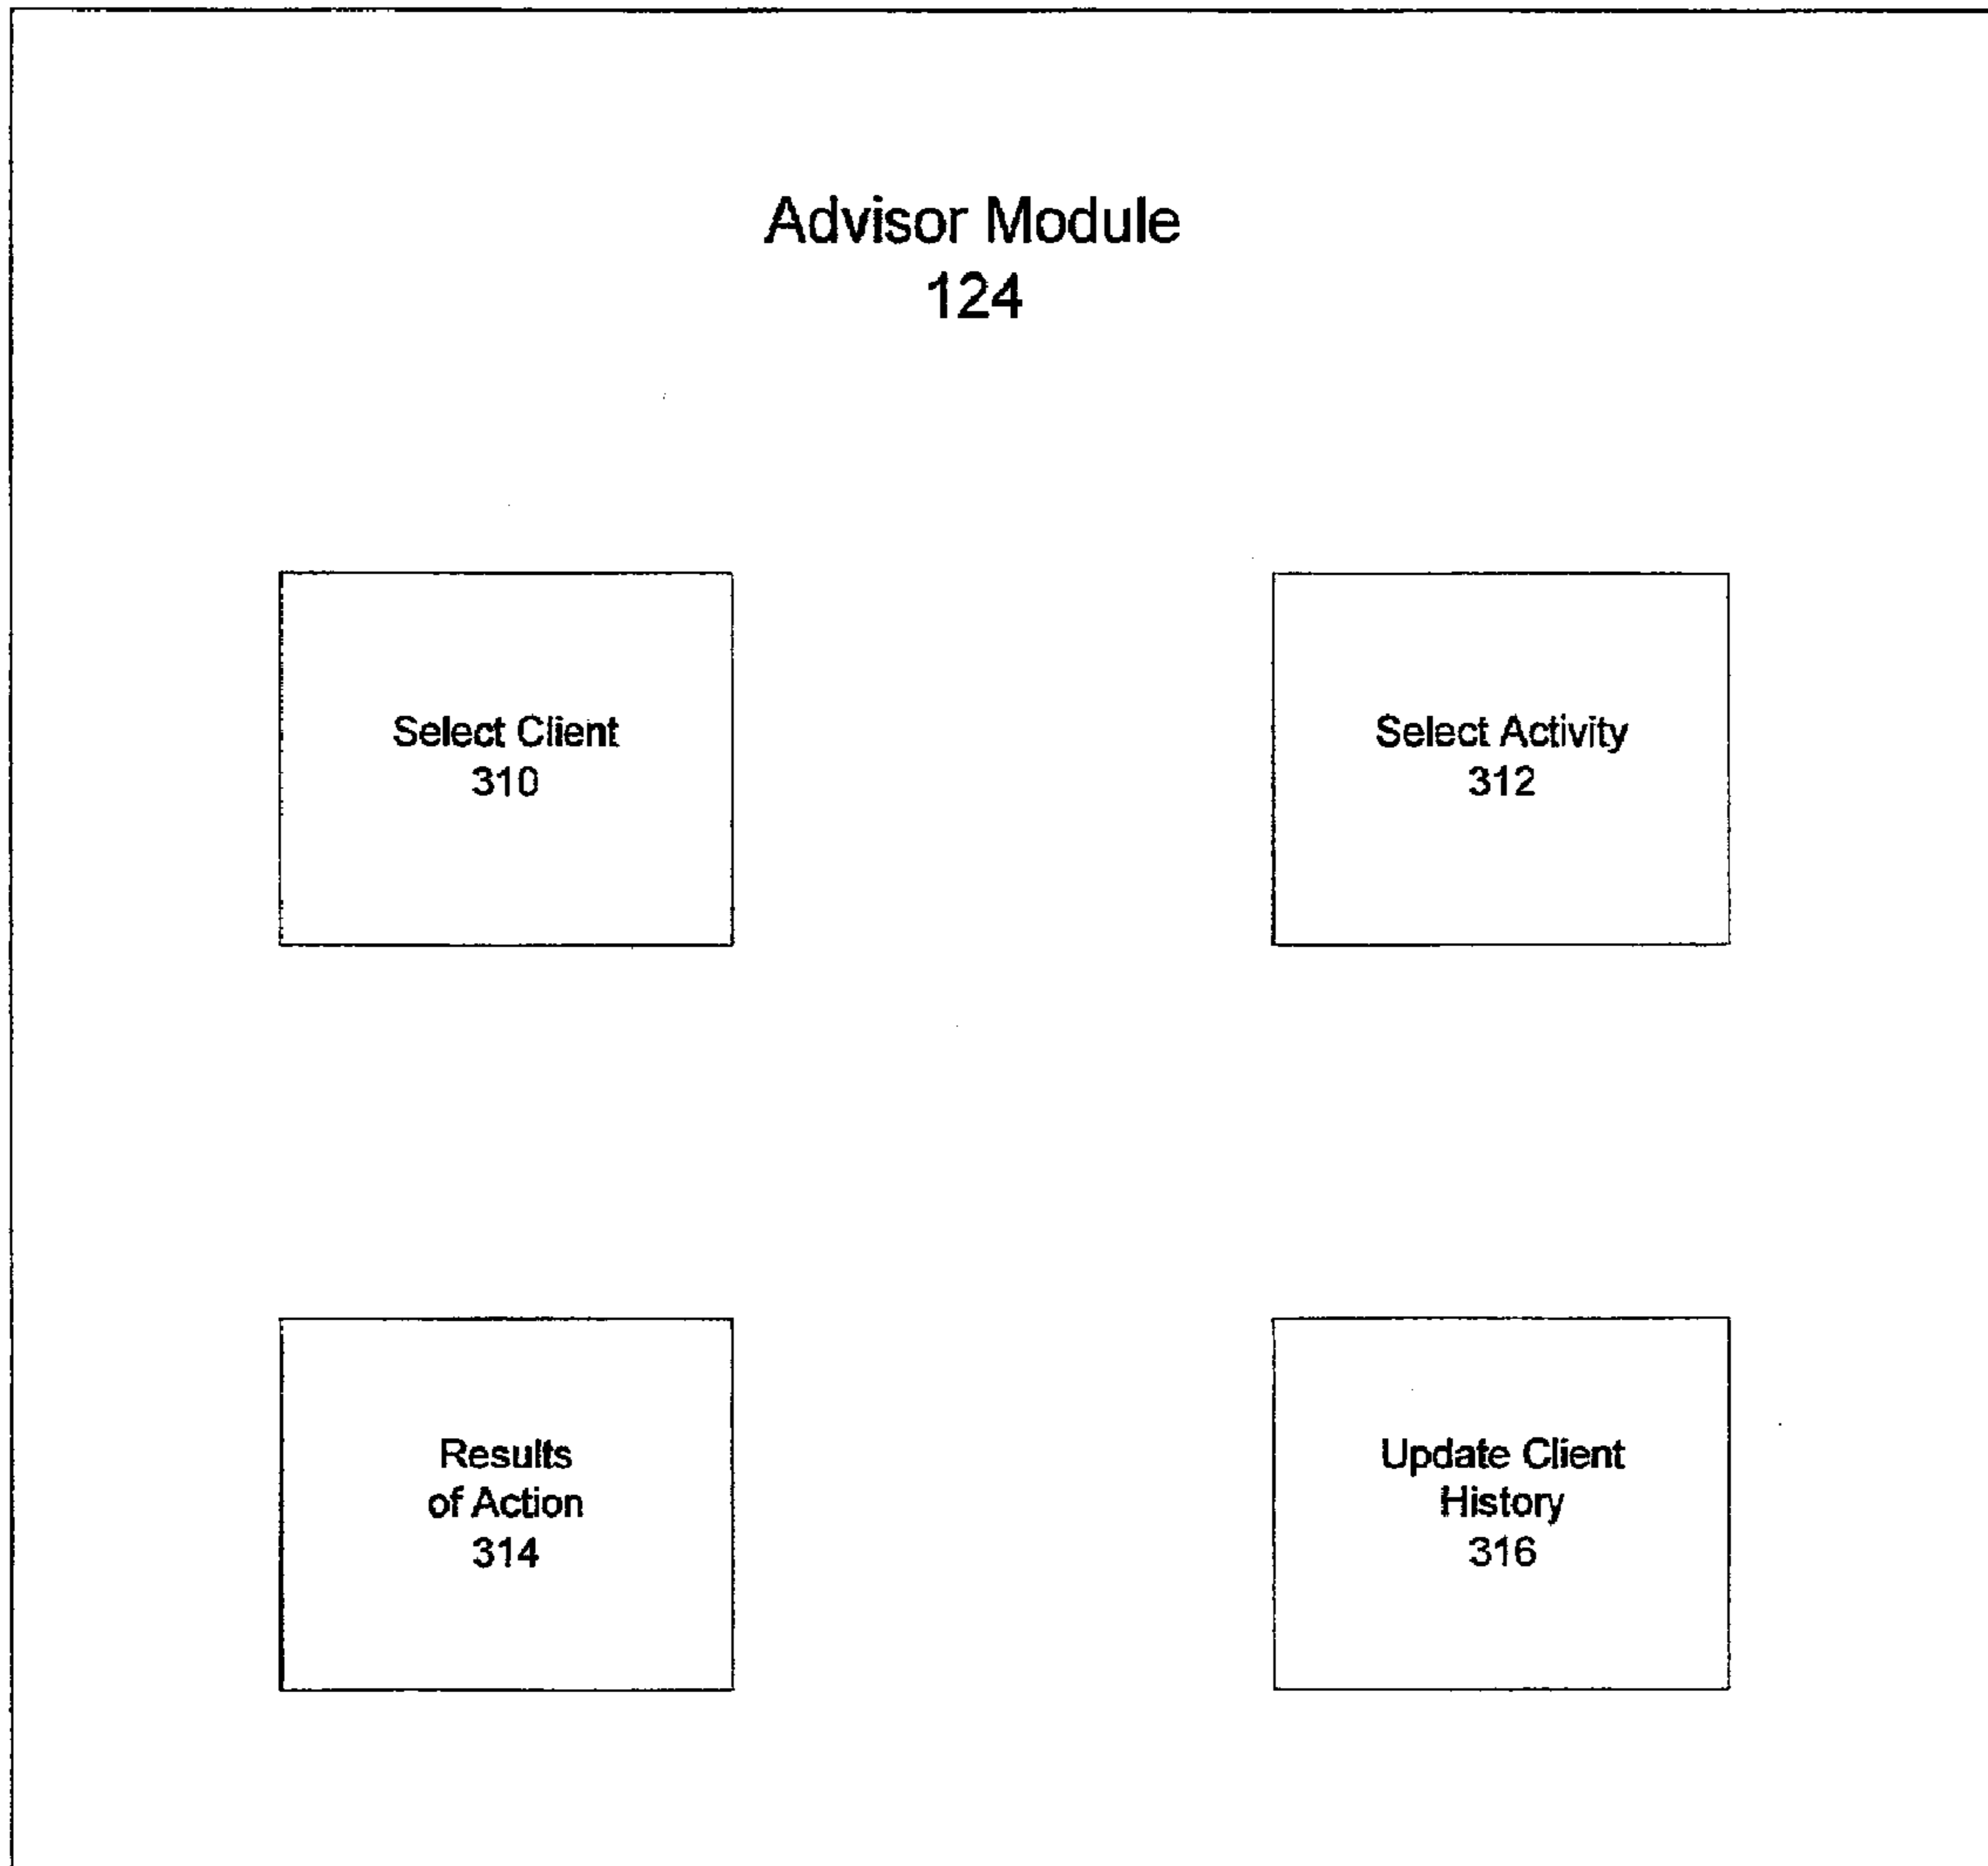 Advisor Module
124
Select Client
310
Select Activity
312
Results
of Action
314
Update Client
History
316